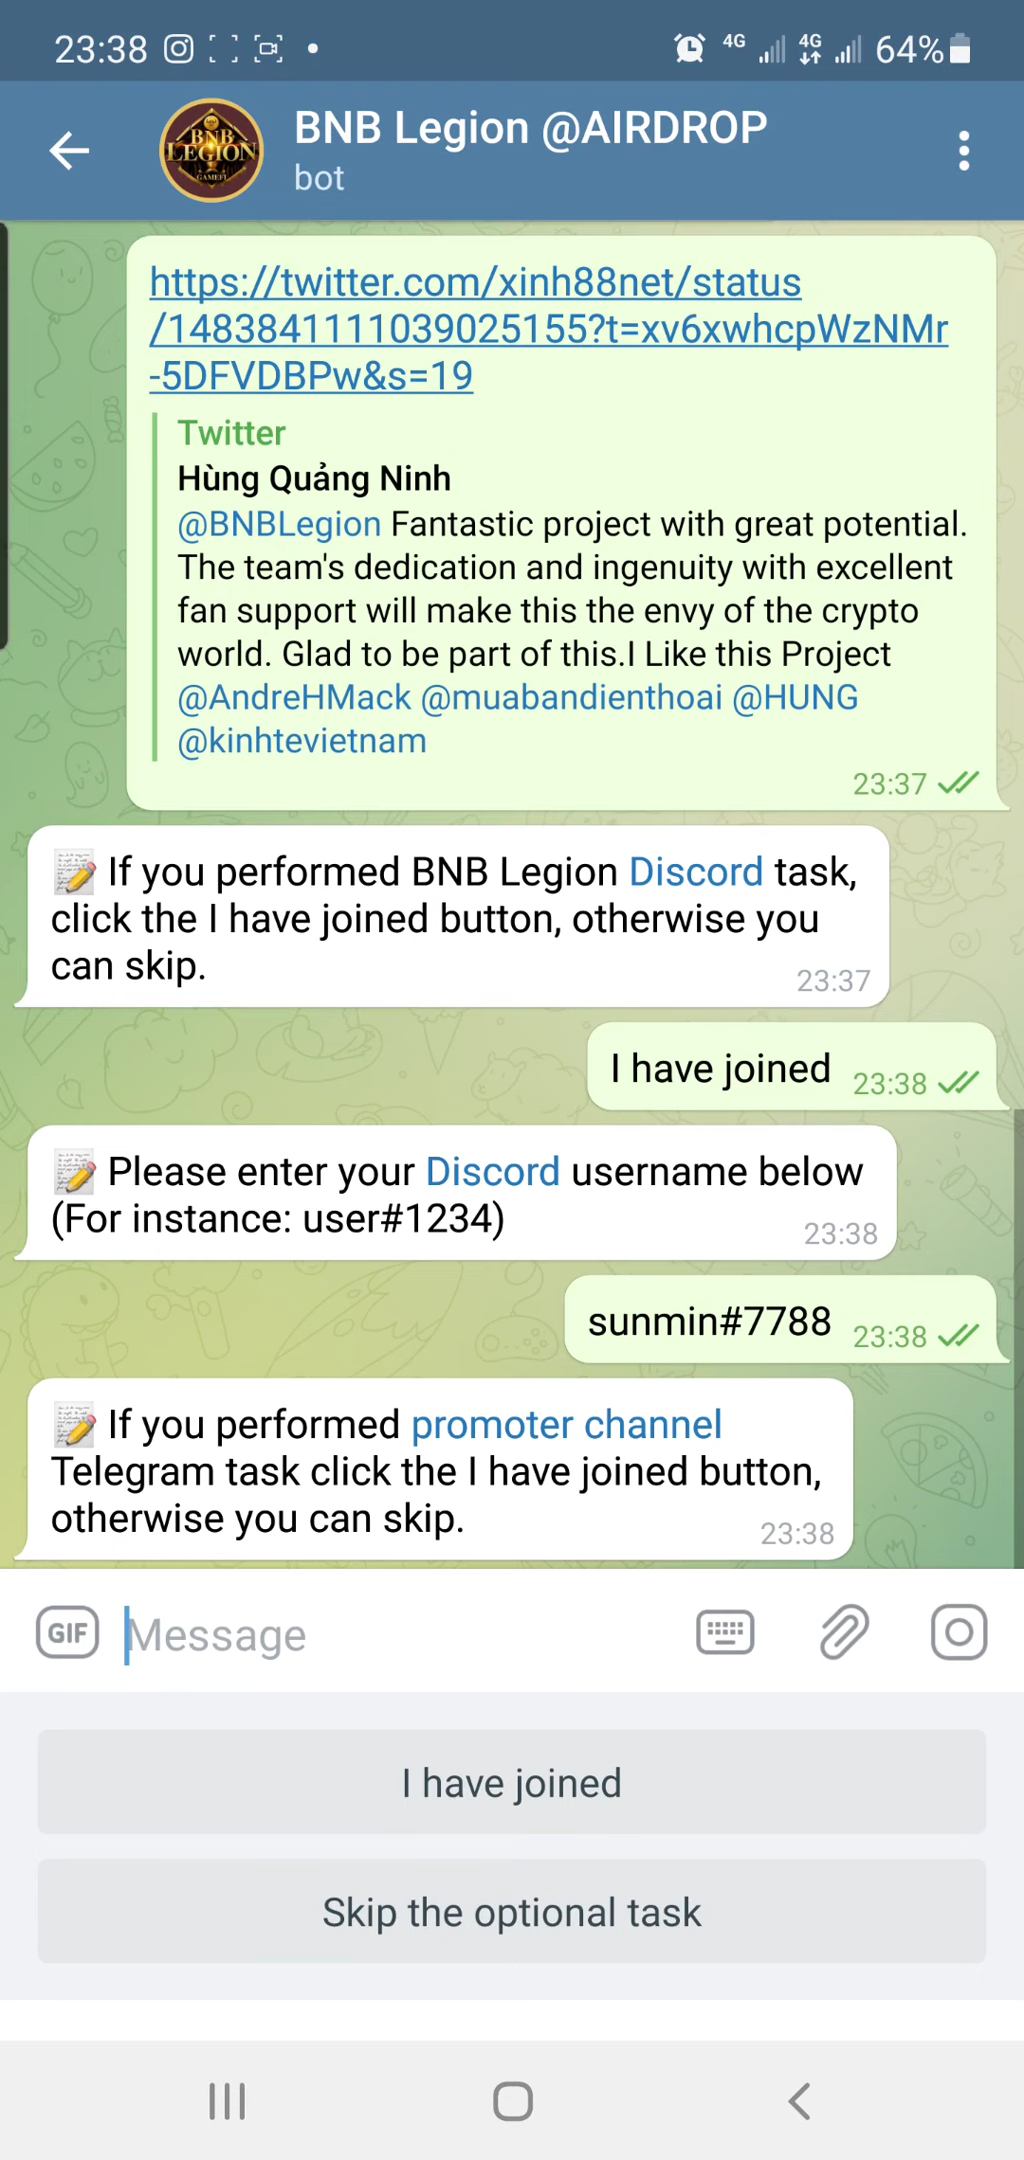 23:38
4G
4G
64%
BNB
LEGION
GAMEFI
BNB Legion @AIRDROP
bot
https://twitter.com/xinh88net/status
/1483841111039025155?t=xv6xwhcpWzNMr
-5DFVDBPw&s=19
Twitter
Hùng Quảng Ninh
@BNBLegion Fantastic project with great potential.
The team's dedication and ingenuity with excellent
fan support will make this the envy of the crypto
world. Glad to be part of this.I Like this Project
@AndreHMack @muabandienthoai @HUNG
@kinhtevietnam
23:37
If you performed BNB Legion Discord task,
click the I have joined button, otherwise you
can skip.
23:37
I have joined
23:38
Please enter your Discord username below
(For instance: user#1234)
23:38
sunmin#7788
23:38
If you performed promoter channel
Telegram task click the I have joined button,
otherwise you can skip.
23:38
GIF
Message
I have joined
Skip the optional task